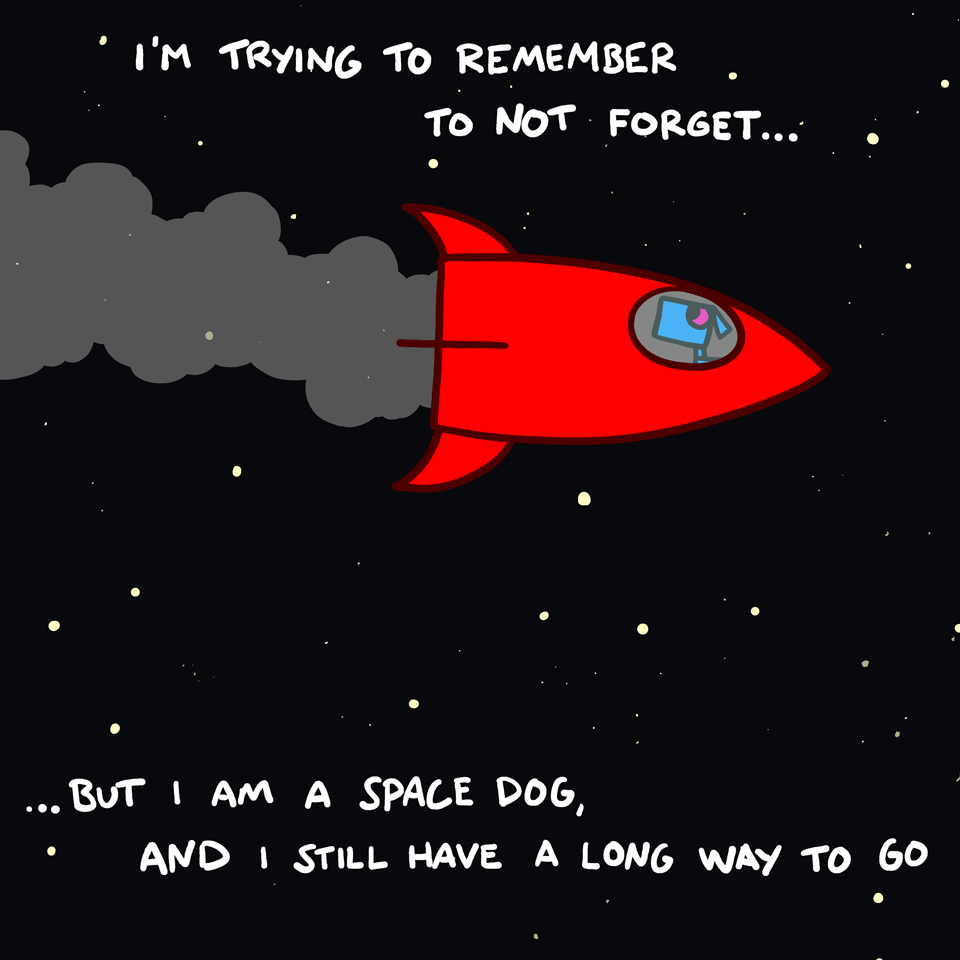 I'M TRYING TO REMEMBER
TO NOT FORGET...
...BUT I AM A SPACE DOG,
AND I STILL HAVE A LONG WAY TO GO